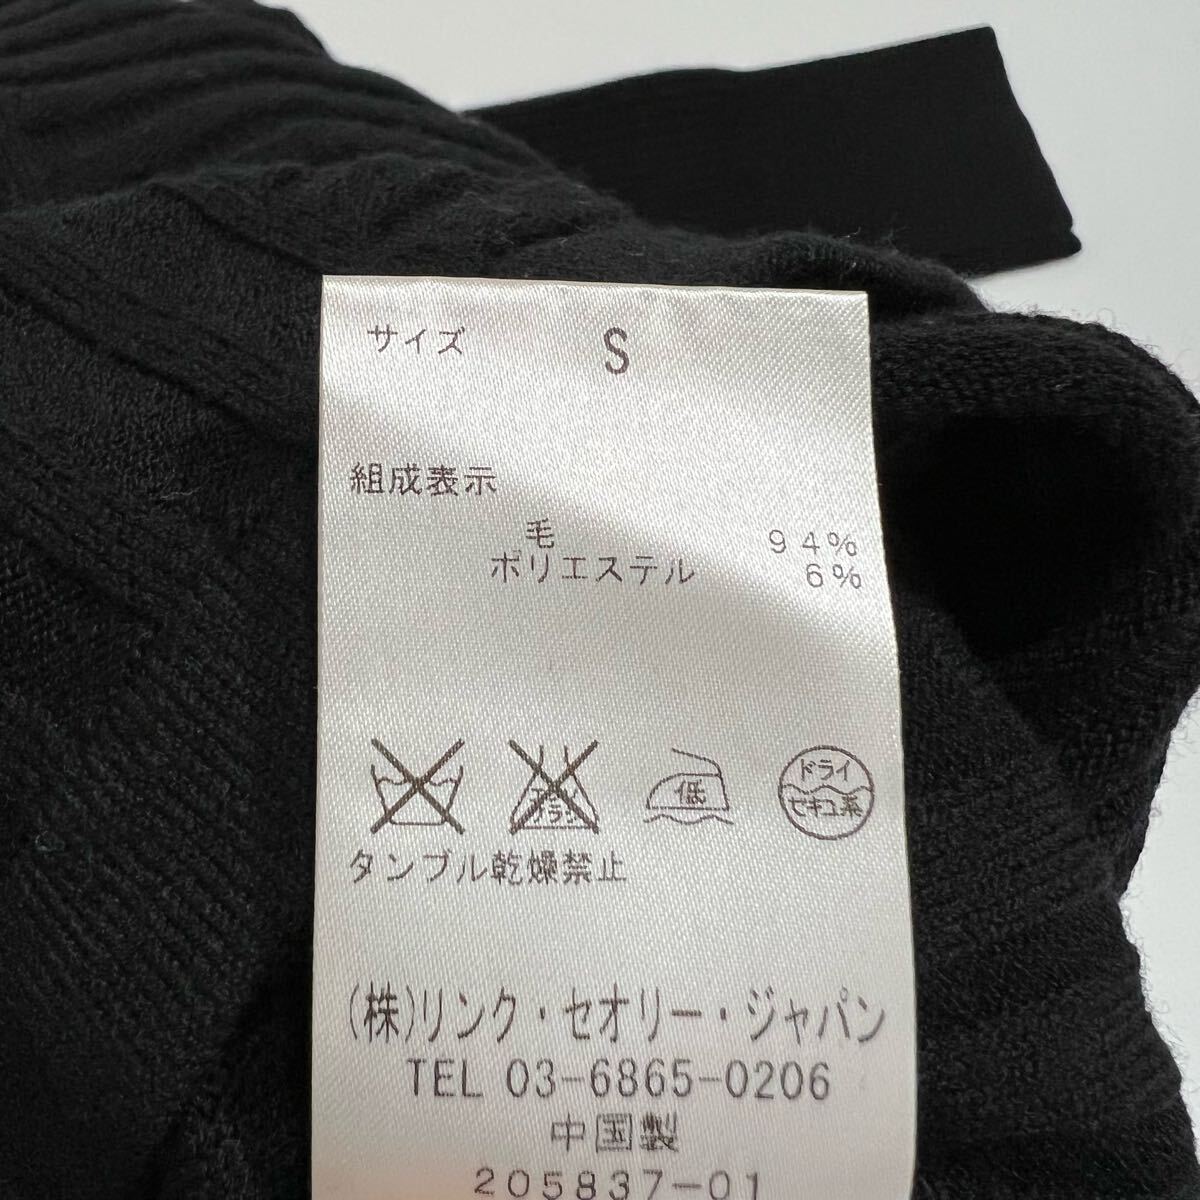 サイズ S
組成表示
毛 94%
ポリエステル 6%
低
ドライ
セキユ系
タンブル乾燥禁止
(株)リンク・セオリー・ジャパン
TEL 03-6865-0206
中国製
205837-01